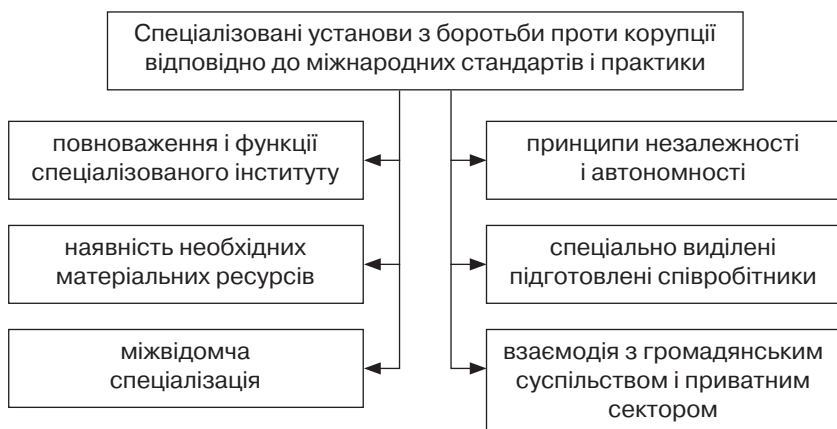 Спеціалізовані установи з боротьби проти корупції
відповідно до міжнародних стандартів і практики
повноваження і функції
спеціалізованого інституту
принципи незалежності
і автономності
наявність необхідних
матеріальних ресурсів
спеціально виділені
підготовлені співробітники
міжвідомча
спеціалізація
взаємодія з громадянським
суспільством і приватним
сектором